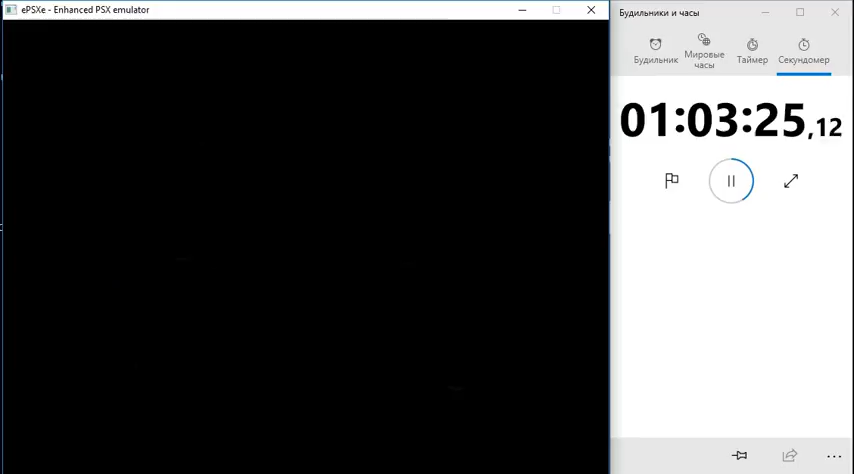 ePSXe - Enhanced PSX emulator
Будильники и часы
Будильник
Мировые
часы
Таймер
Секундомер
01:03:25,12